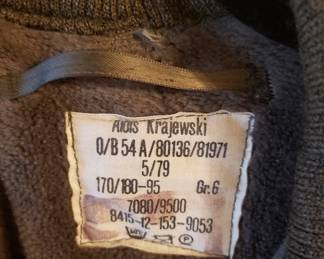 Alois Krajewski
O/B 54 A/80136/81971
5/79
170/180-95 Gr. 6
7080/9500
8415-12-153-9053
P